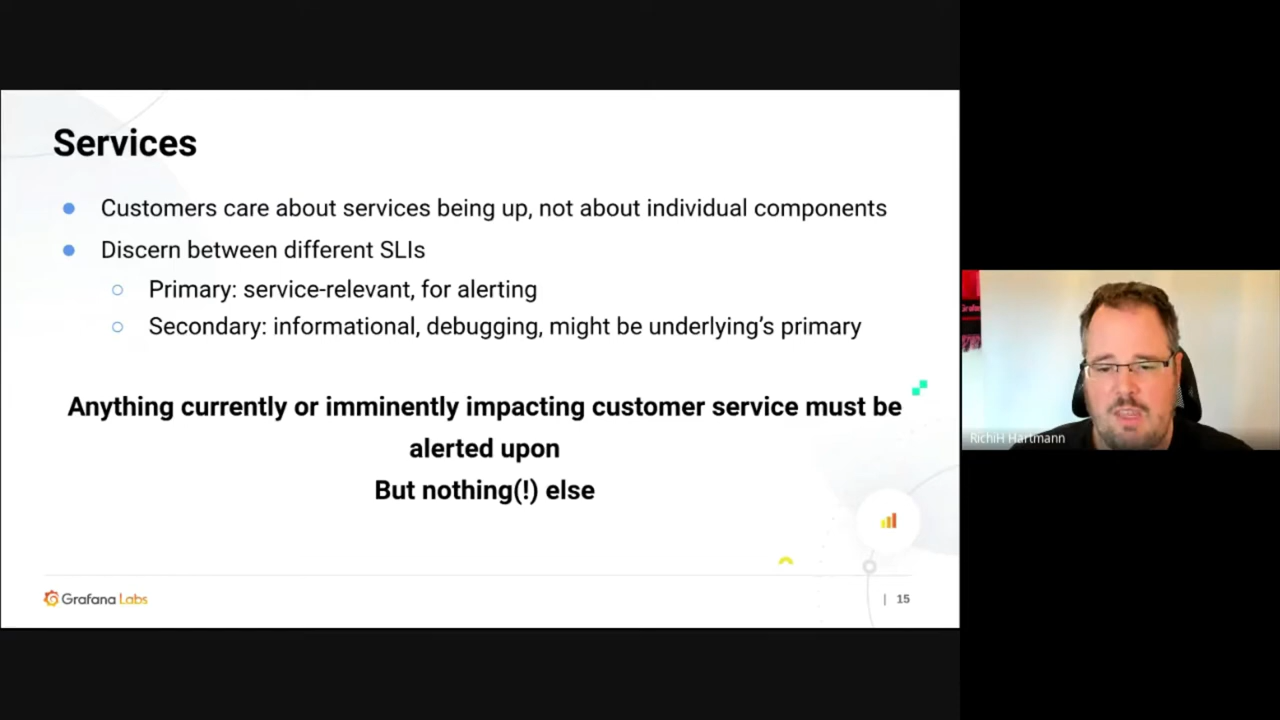 Services
Customers care about services being up, not about individual components
Discern between different SLIs
Primary: service-relevant, for alerting
Secondary: informational, debugging, might be underlying’s primary
Anything currently or imminently impacting customer service must be
alerted upon
But nothing(!) else
Grafana Labs
| 15
RichiH Hartmann